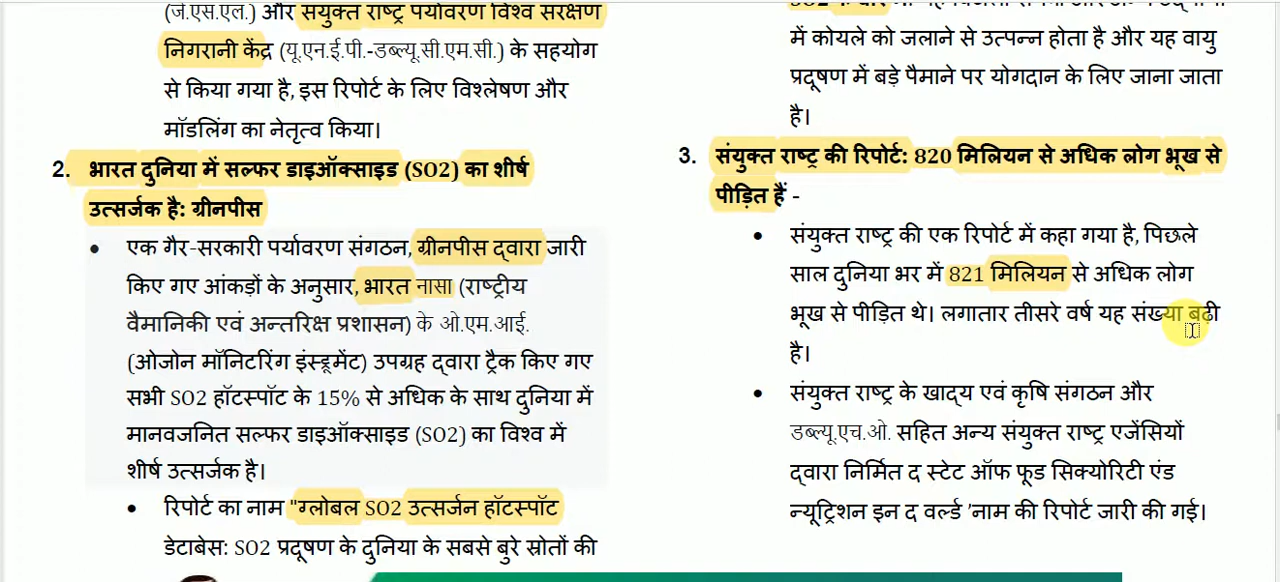 (जे.एस.एल.) और संयुक्त राष्ट्र पर्यावरण विश्व संरक्षण
निगरानी केंद्र (यू.एन.ई.पी.-डब्ल्यू.सी.एम.सी.) के सहयोग
से किया गया है, इस रिपोर्ट के लिए विश्लेषण और
मॉडलिंग का नेतृत्व किया।
2. भारत दुनिया में सल्फर डाइऑक्साइड (SO2) का शीर्ष
उत्सर्जक है: ग्रीनपीस
• एक गैर-सरकारी पर्यावरण संगठन, ग्रीनपीस द्वारा जारी
किए गए आंकड़ों के अनुसार, भारत नासा (राष्ट्रीय
वैमानिकी एवं अन्तरिक्ष प्रशासन) के ओ.एम.आई.
(ओजोन मॉनिटरिंग इंस्ट्रूमेंट) उपग्रह द्वारा ट्रैक किए गए
सभी SO2 हॉटस्पॉट के 15% से अधिक के साथ दुनिया में
मानवजनित सल्फर डाइऑक्साइड (SO2) का विश्व में
शीर्ष उत्सर्जक है।
• रिपोर्ट का नाम "ग्लोबल SO2 उत्सर्जन हॉटस्पॉट
डेटाबेस: SO2 प्रदूषण के दुनिया के सबसे बुरे स्रोतों की
में कोयले को जलाने से उत्पन्न होता है और यह वायु
प्रदूषण में बड़े पैमाने पर योगदान के लिए जाना जाता
है।
3. संयुक्त राष्ट्र की रिपोर्ट: 820 मिलियन से अधिक लोग भूख से
पीड़ित हैं -
• संयुक्त राष्ट्र की एक रिपोर्ट में कहा गया है, पिछले
साल दुनिया भर में 821 मिलियन से अधिक लोग
भूख से पीड़ित थे। लगातार तीसरे वर्ष यह संख्या बढ़ी
है।
• संयुक्त राष्ट्र के खाद्य एवं कृषि संगठन और
डब्ल्यू.एच.ओ. सहित अन्य संयुक्त राष्ट्र एजेंसियों
द्वारा निर्मित द स्टेट ऑफ फूड सिक्योरिटी एंड
न्यूट्रिशन इन द वर्ल्ड 'नाम की रिपोर्ट जारी की गई।